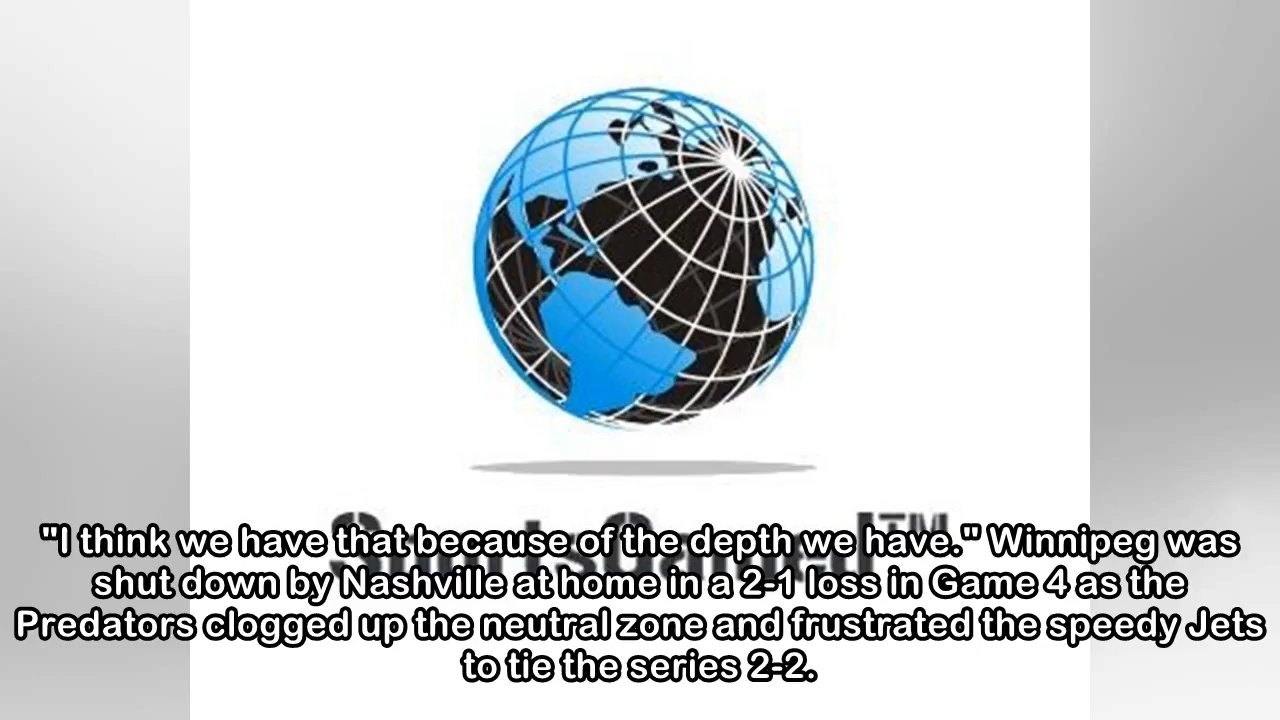 "I think we have that because of the depth we have." Winnipeg was
shut down by Nashville at home in a 2-1 loss in Game 4 as the
Predators clogged up the neutral zone and frustrated the speedy Jets
to tie the series 2-2.